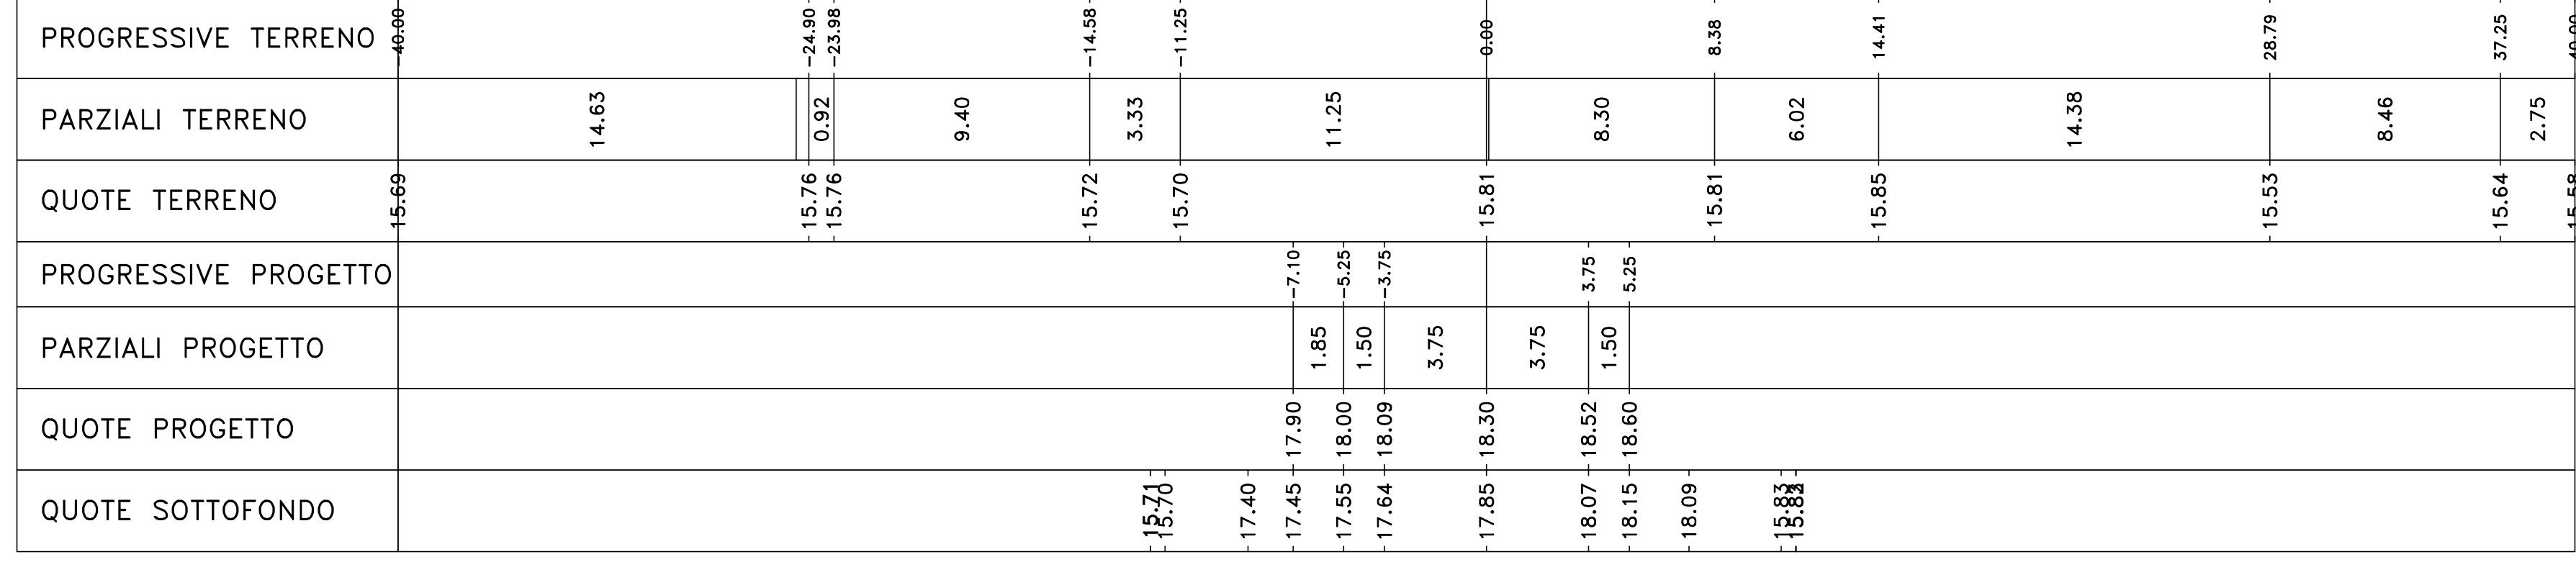 PROGRESSIVE TERRENO -40.00 -24.90 -23.98 -14.58 -11.25 0.00 8.38 14.41 28.79 37.25
PARZIALI TERRENO 14.63 0.92 9.40 3.33 11.25 8.30 6.02 14.38 8.46 2.75
QUOTE TERRENO 15.69 15.76 15.76 15.72 15.70 15.81 15.81 15.85 15.53 15.64
PROGRESSIVE PROGETTO -7.10 -5.25 -3.75 3.75 5.25
PARZIALI PROGETTO 1.85 1.50 3.75 3.75 1.50
QUOTE PROGETTO 17.90 18.00 18.09 18.30 18.52 18.60
QUOTE SOTTOFONDO 15.71 15.70 17.40 17.45 17.55 17.64 17.85 18.07 18.15 18.09 15.83